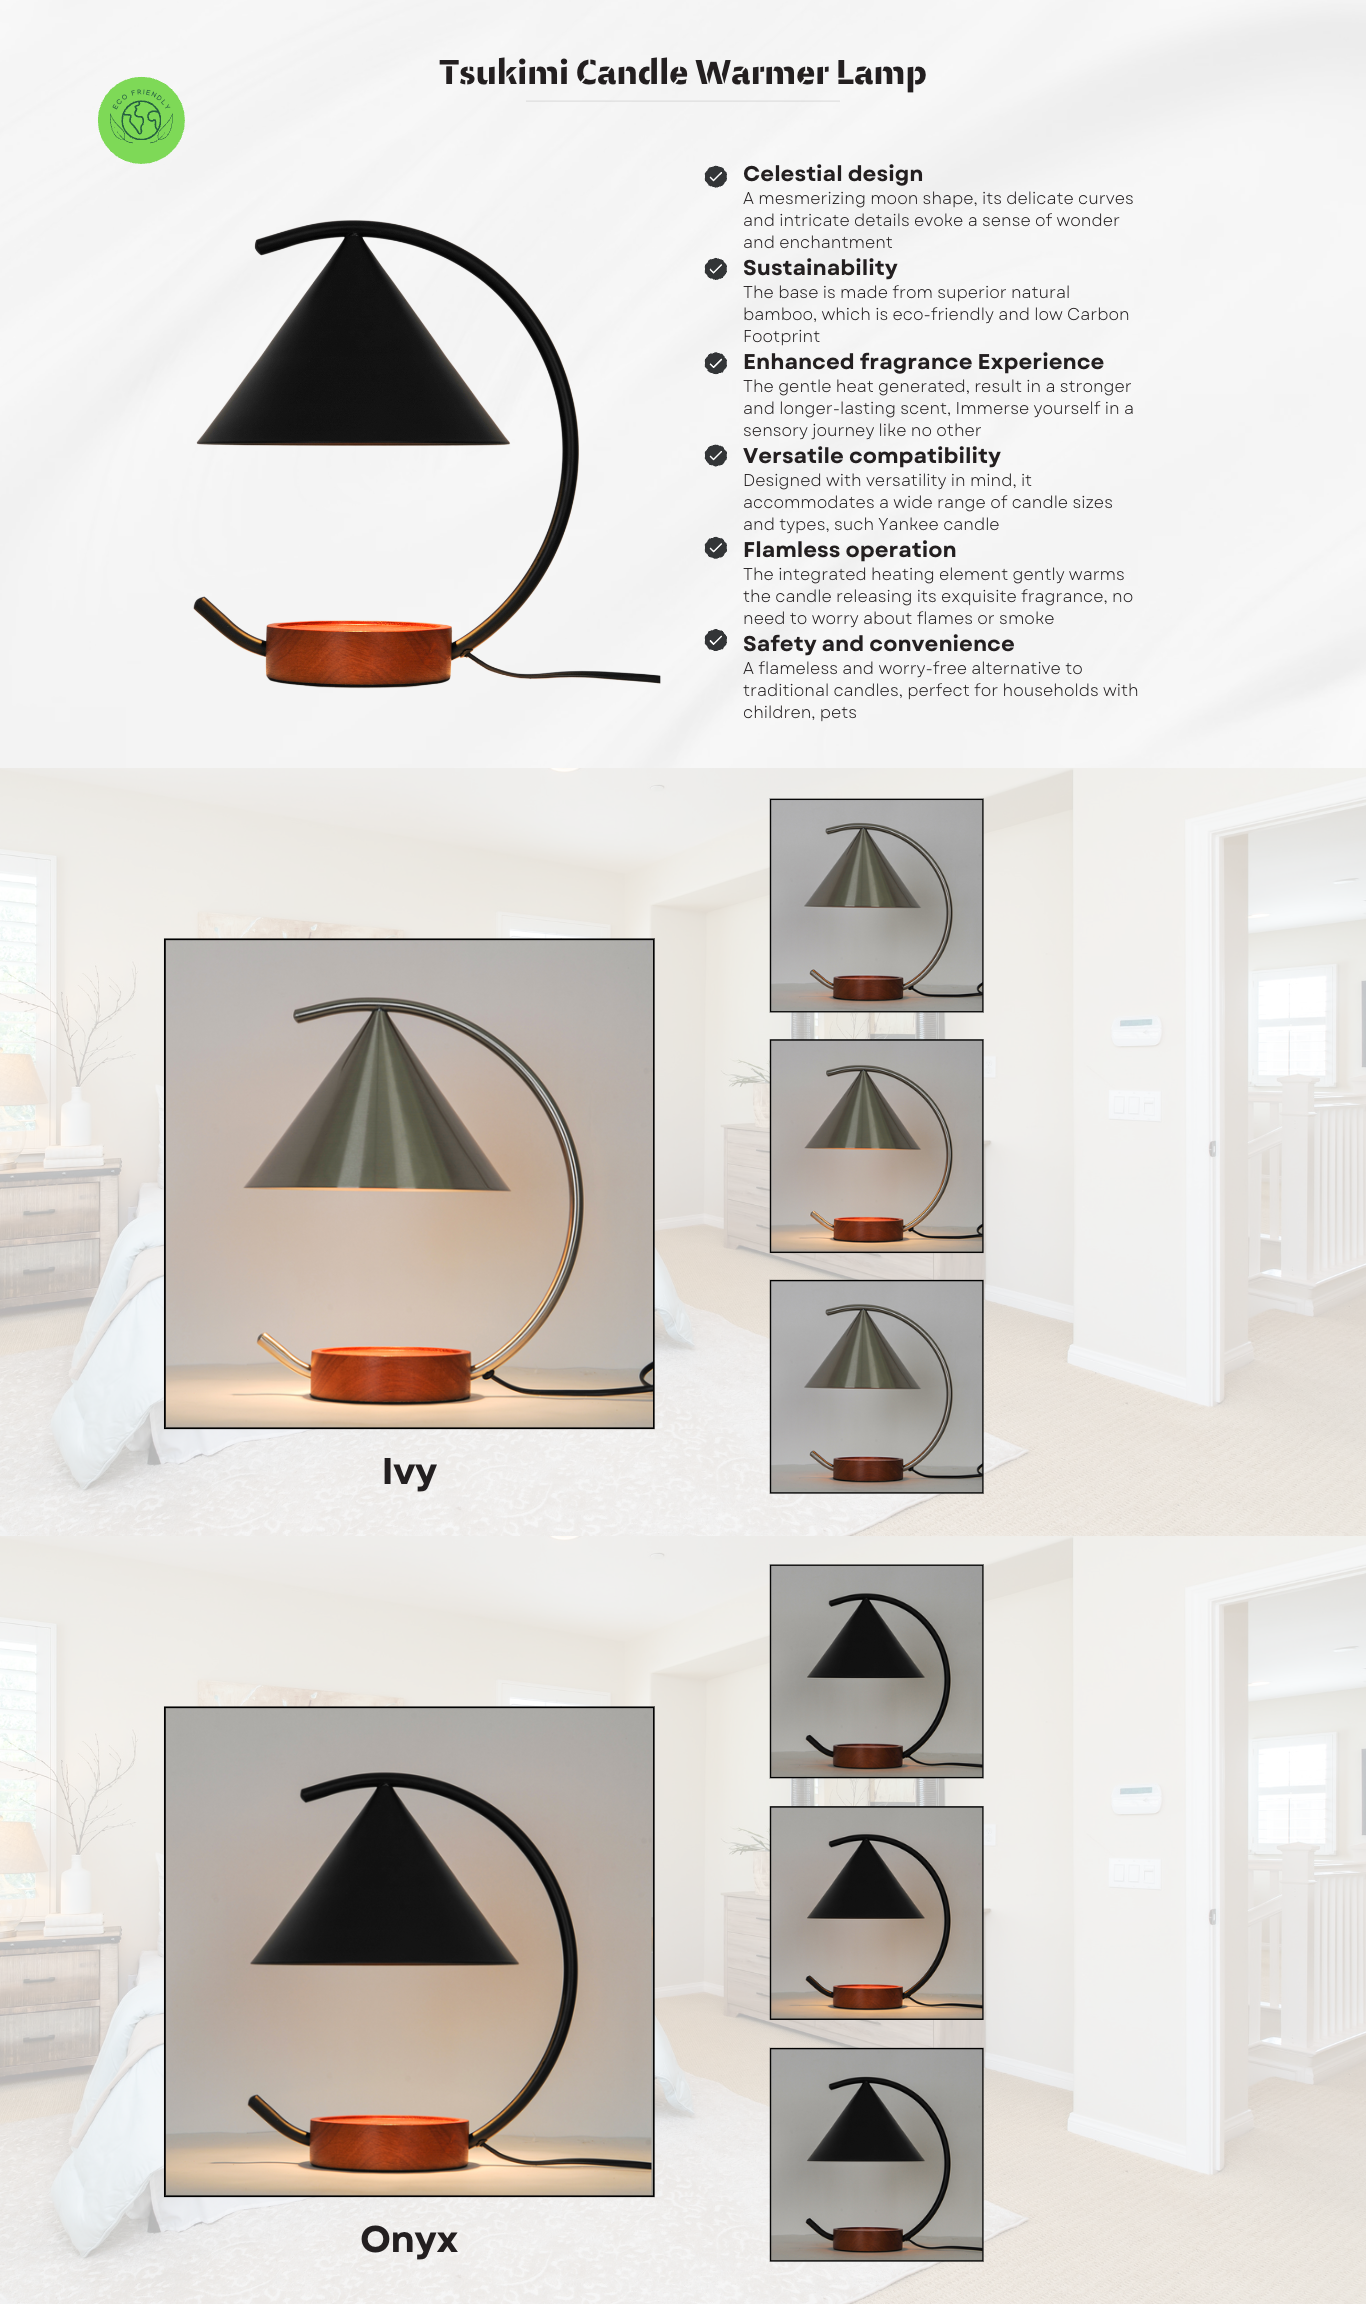 Tsukimi Candle Warmer Lamp
ECO FRIENDLY
Celestial design
A mesmerizing moon shape, its delicate curves
and intricate details evoke a sense of wonder
and enchantment
Sustainability
The base is made from superior natural
bamboo, which is eco-friendly and low Carbon
Footprint
Enhanced fragrance Experience
The gentle heat generated, result in a stronger
and longer-lasting scent, Immerse yourself in a
sensory journey like no other
Versatile compatibility
Designed with versatility in mind, it
accommodates a wide range of candle sizes
and types, such Yankee candle
Flamless operation
The integrated heating element gently warms
the candle releasing its exquisite fragrance, no
need to worry about flames or smoke
Safety and convenience
A flameless and worry-free alternative to
traditional candles, perfect for households with
children, pets
Ivy
Onyx